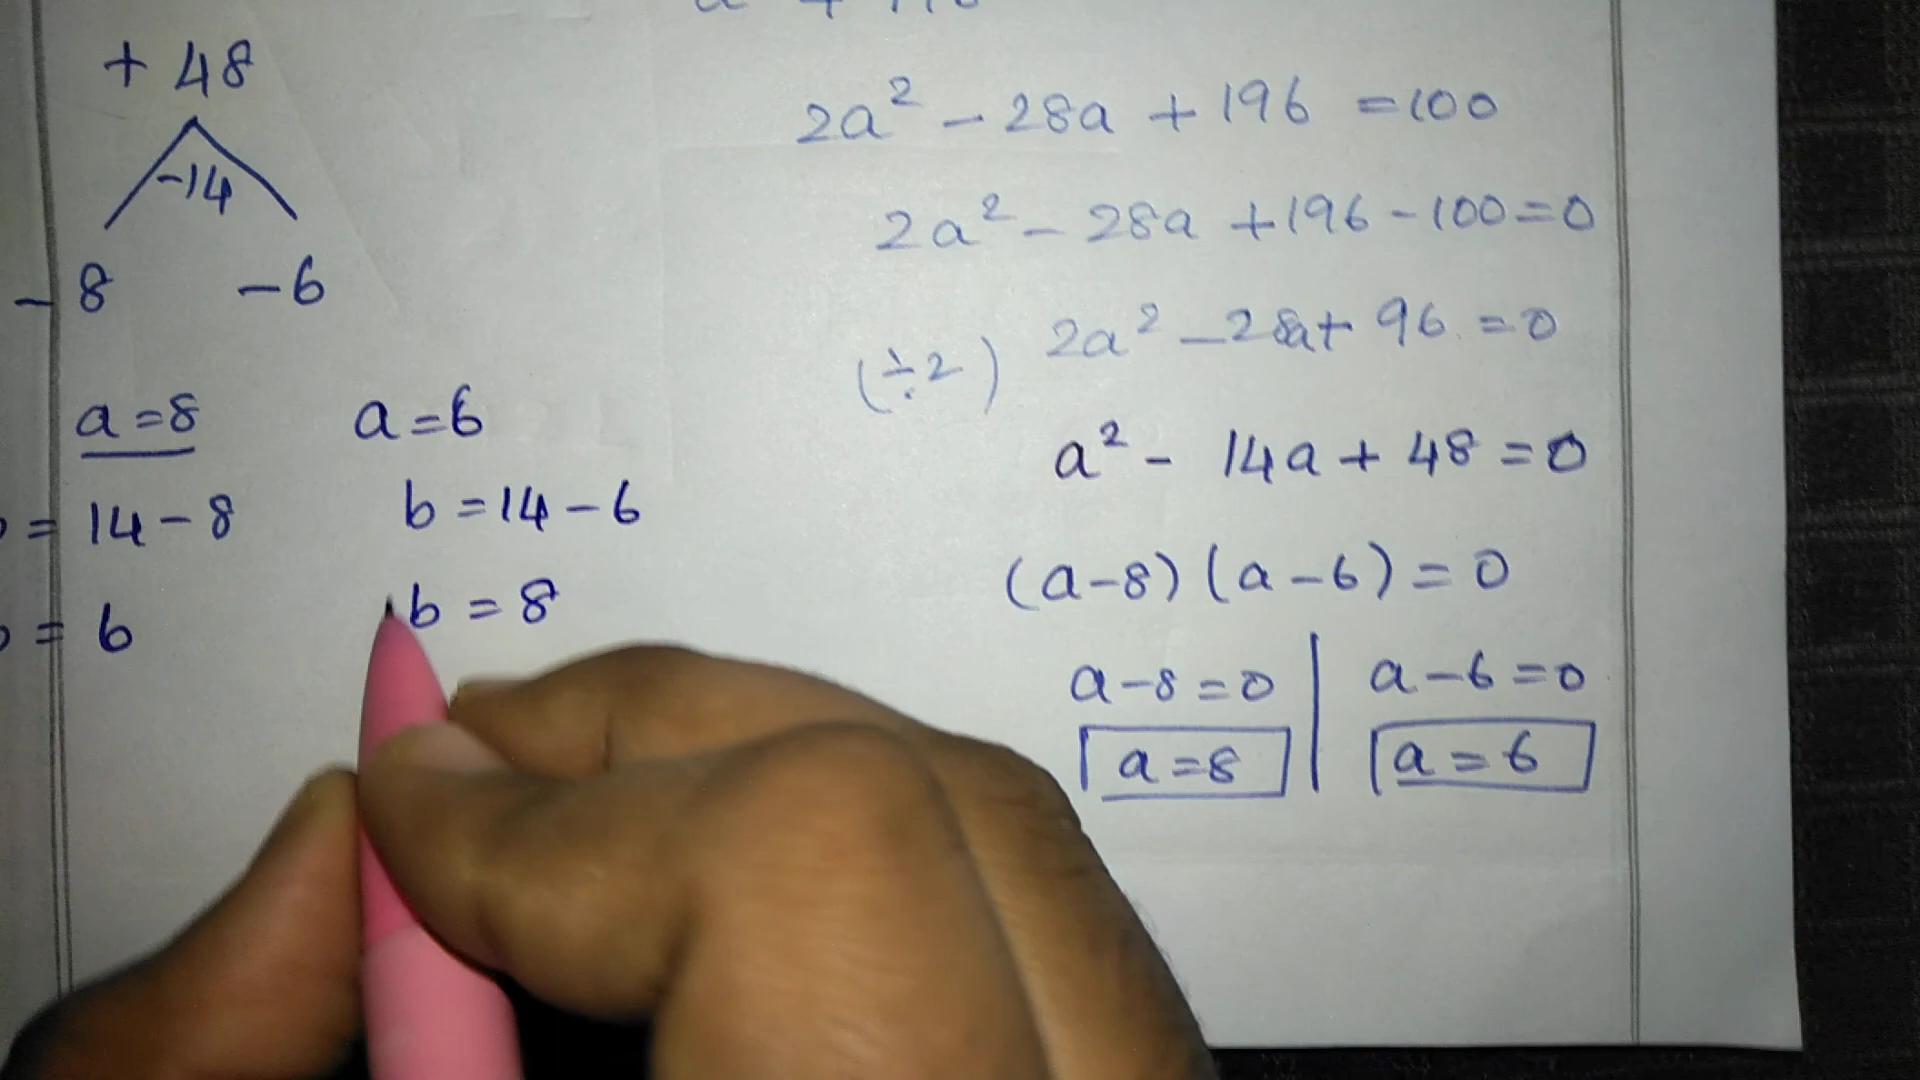 + 48
-14
- 8 - 6
a = 8
= 14 - 8
= 6
a = 6
b = 14 - 6
b = 8
2a² - 28a + 196 = 100
2a² - 28a + 196 - 100 = 0
(÷2) 2a² - 28a + 96 = 0
a² - 14a + 48 = 0
(a-8) (a-6) = 0
a-8=0 | a-6=0
a=8 | a=6